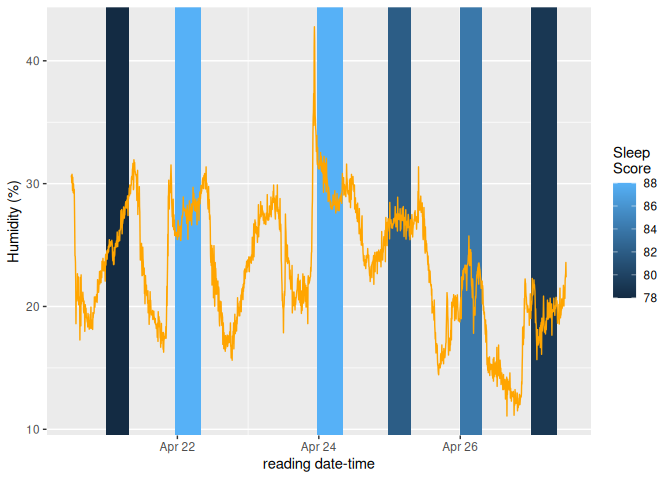 Humidity (%)
40
30
20
10
Apr 22
Apr 24
Apr 26
reading date-time
Sleep
Score
88
86
84
82
80
78